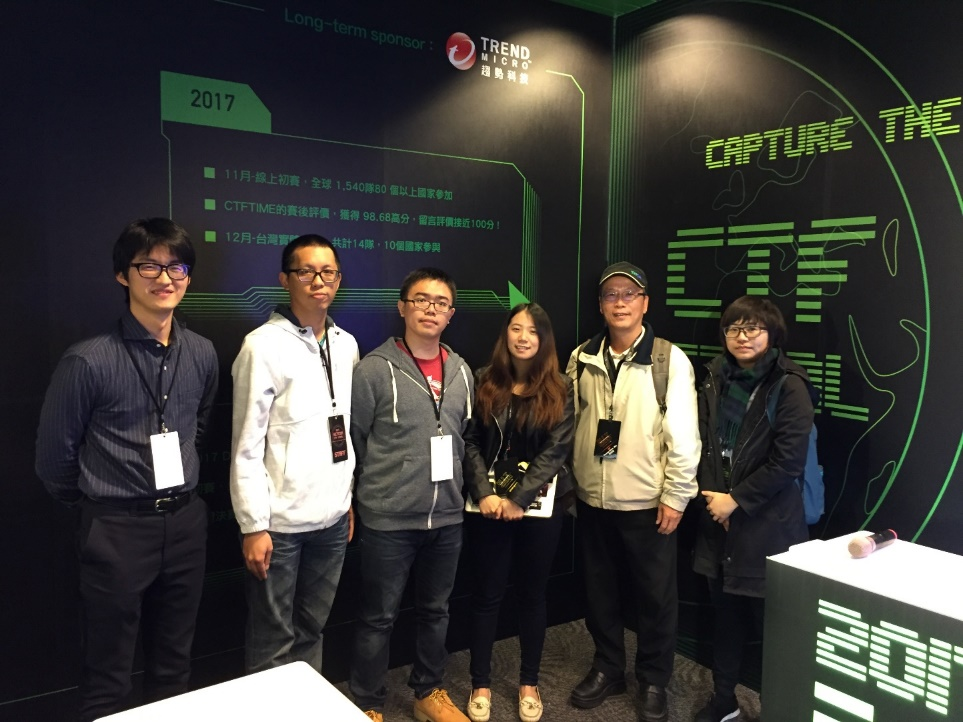 Long-term sponsor :
TREND
MICRO
趨勢科技
2017
11月-線上初賽，全球 1,540隊80 個以上國家參加
CTFTIME的賽後評價，獲得 98.68高分，留言評價接近100分！
12月-台灣實 共計14隊，10個國家參與
CAPTURE THE
CTF
2017